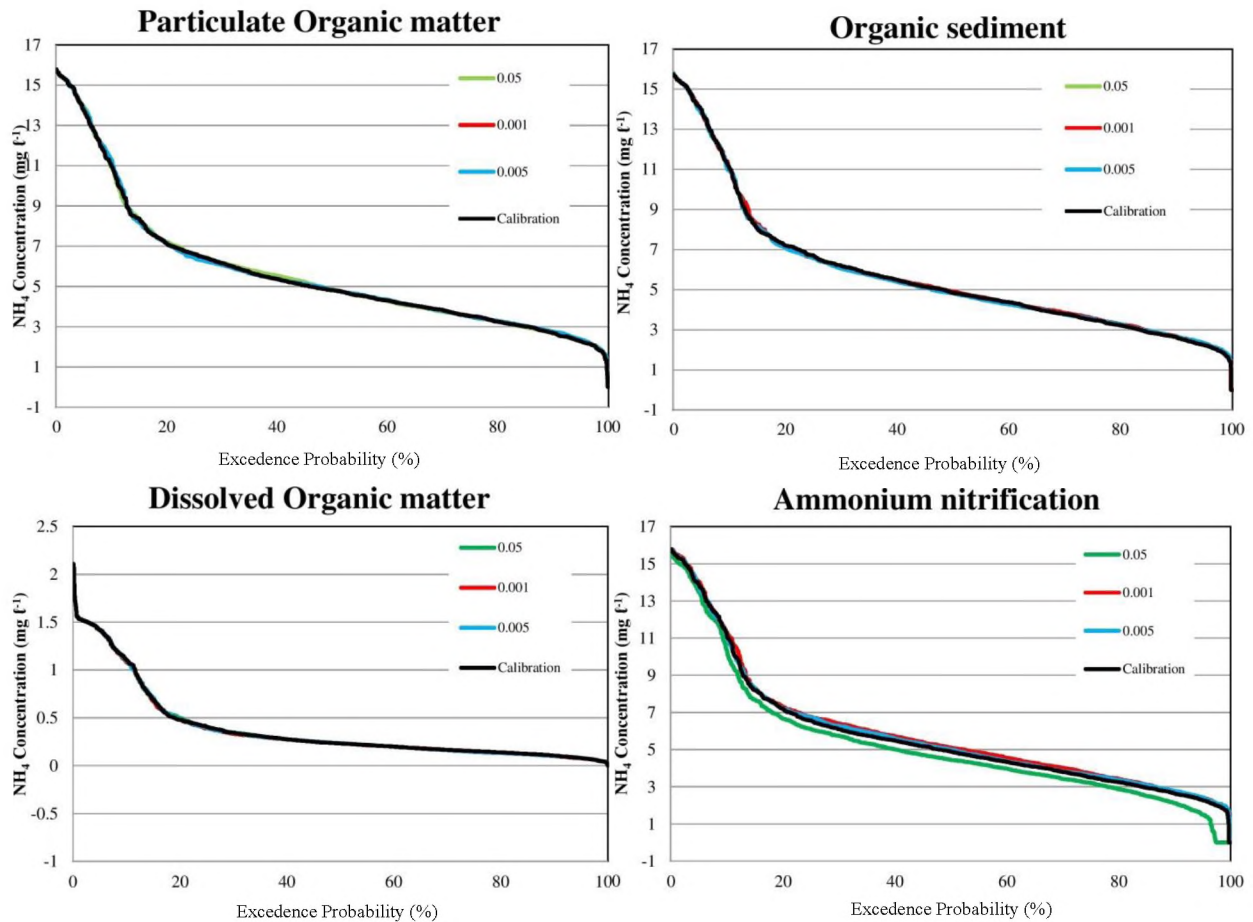 Particulate Organic matter
17
15
13
11
9
7
5
3
1
-1
NH4 Concentration (mg ℓ-1)
0.05
0.001
0.005
Calibration
0 20 40 60 80 100
Excedence Probability (%)
Organic sediment
17
15
13
11
9
7
5
3
1
-1
NH4 Concentration (mg ℓ-1)
0.05
0.001
0.005
Calibration
0 20 40 60 80 100
Excedence Probability (%)
Dissolved Organic matter
2.5
2
1.5
1
0.5
0
-0.5
-1
NH4 Concentration (mg ℓ-1)
0.05
0.001
0.005
Calibration
0 20 40 60 80 100
Excedence Probability (%)
Ammonium nitrification
17
15
13
11
9
7
5
3
1
-1
NH4 Concentration (mg ℓ-1)
0.05
0.001
0.005
Calibration
0 20 40 60 80 100
Excedence Probability (%)